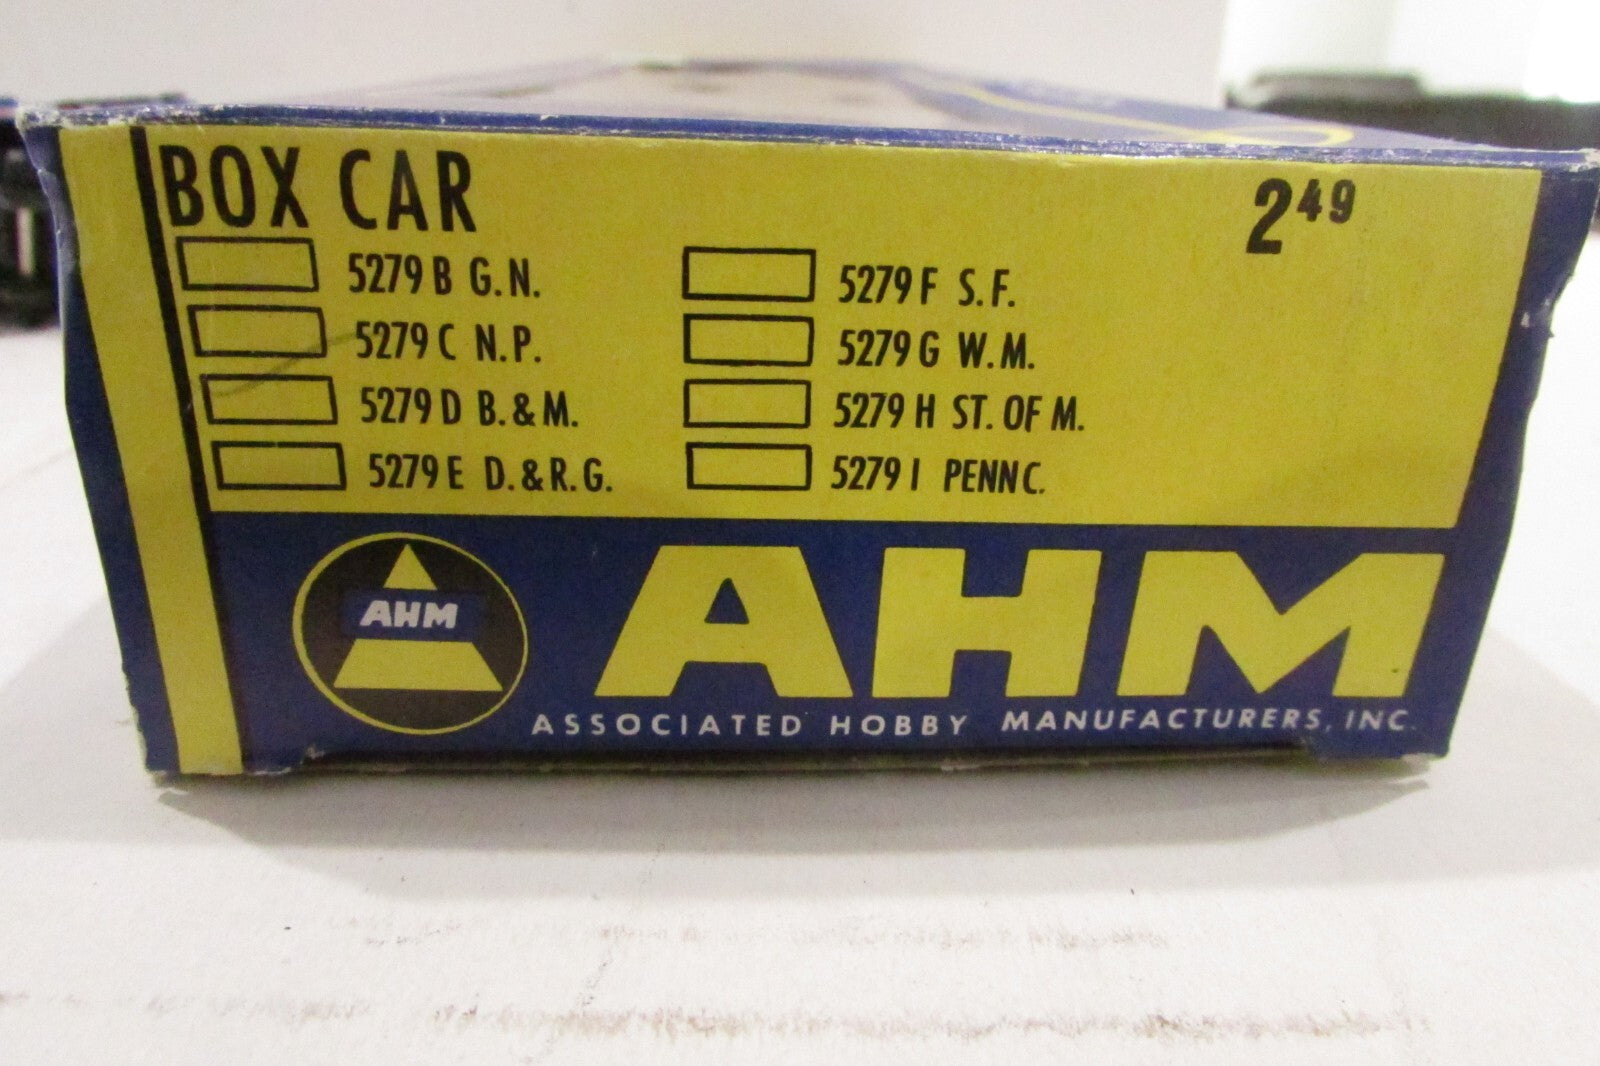 BOX CAR
2.49
5279 B G.N.
5279 C N.P.
5279 D B. & M.
5279 E D. & R. G.
5279 F S. F.
5279 G W. M.
5279 H ST. OF M.
5279 I PENN C.
AHM
AHM
ASSOCIATED HOBBY MANUFACTURERS, INC.